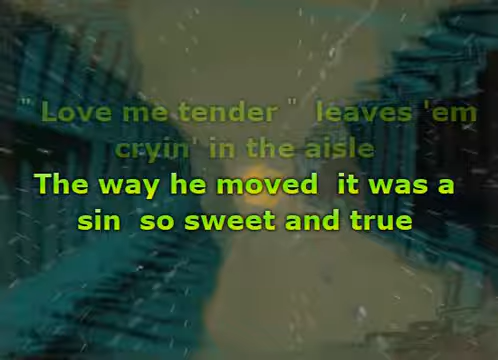 " Love me tender "  leaves 'em
cryin' in the aisle
The way he moved  it was a
sin  so sweet and true